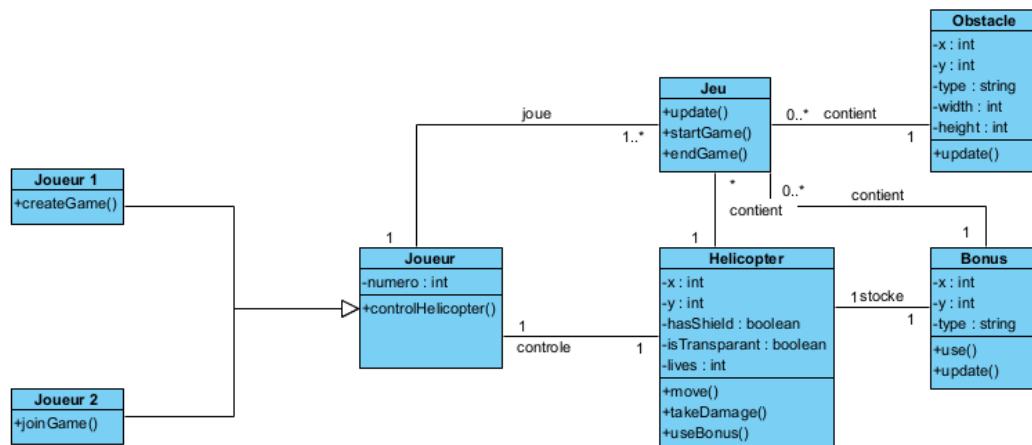 Obstacle
-x : int
-y : int
-type : string
-width : int
-height : int
+update()
Jeu
+update()
+startGame()
+endGame()
joue
1..*
0..*
contient
1
Joueur 1
+createGame()
*
0..*
contient
contient
1
1
1
Joueur
-numero : int
+controlHelicopter()
Helicopter
-x : int
-y : int
-hasShield : boolean
-isTransparant : boolean
-lives : int
+move()
+takeDamage()
+useBonus()
Bonus
-x : int
-y : int
-type : string
+use()
+update()
1 stocke
1
1
controle
1
Joueur 2
+joinGame()